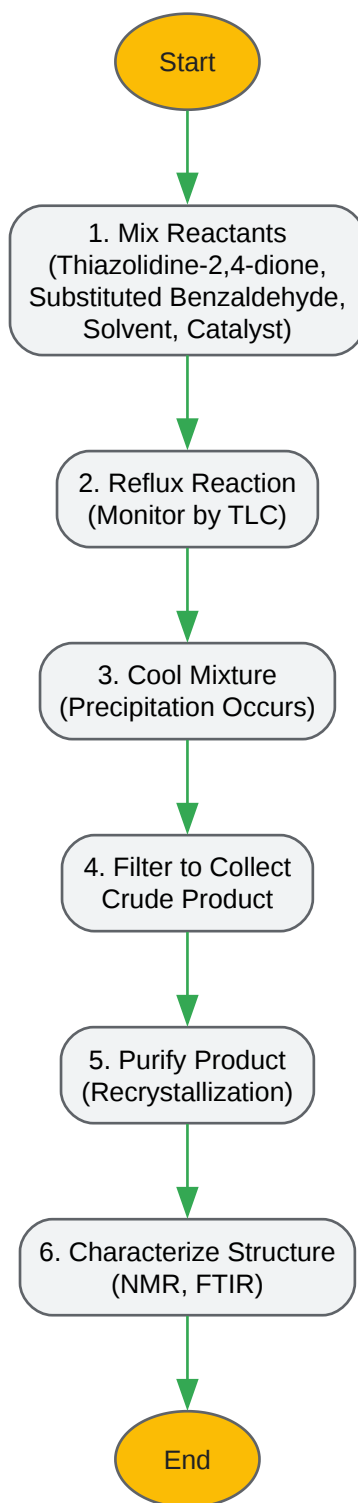 Start
1. Mix Reactants
(Thiazolidine-2,4-dione,
Substituted Benzaldehyde,
Solvent, Catalyst)
2. Reflux Reaction
(Monitor by TLC)
3. Cool Mixture
(Precipitation Occurs)
4. Filter to Collect
Crude Product
5. Purify Product
(Recrystallization)
6. Characterize Structure
(NMR, FTIR)
End